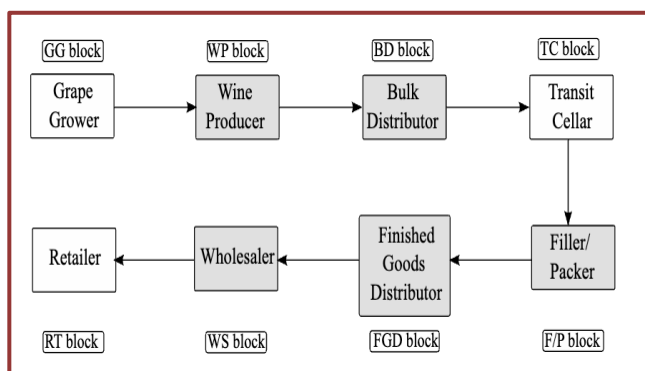 GG block
WP block
BD block
TC block
Grape
Grower
Wine
Producer
Bulk
Distributor
Transit
Cellar
Retailer
Wholesaler
Finished
Goods
Distributor
Filler/
Packer
RT block
WS block
FGD block
F/P block